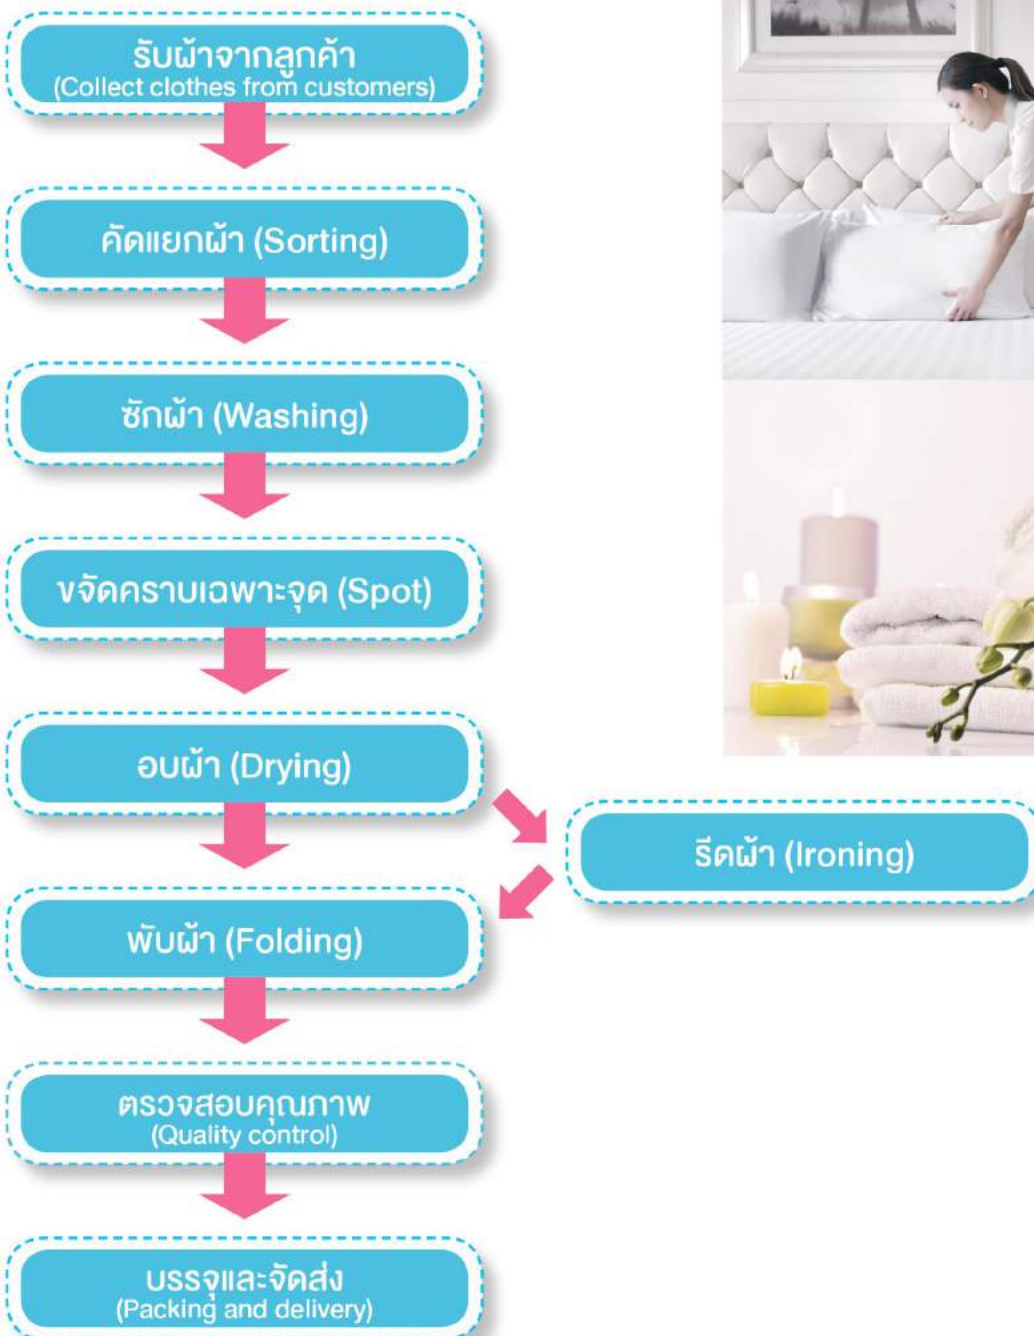 รับผ้าจากลูกค้า
(Collect clothes from customers)
คัดแยกผ้า (Sorting)
ซักผ้า (Washing)
ขจัดคราบเฉพาะจุด (Spot)
อบผ้า (Drying)
รีดผ้า (Ironing)
พับผ้า (Folding)
ตรวจสอบคุณภาพ
(Quality control)
บรรจุและจัดส่ง
(Packing and delivery)